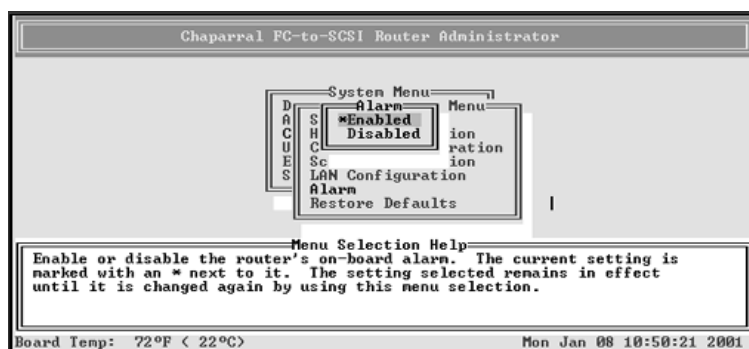 Chaparral FC-to-SCSI Router Administrator
System Menu
D
Alarm
Menu
A
S
*Enabled
C
H
Disabled
ion
U
C
ration
E
Sc
ion
S
LAN Configuration
Alarm
Restore Defaults
Menu Selection Help
Enable or disable the router's on-board alarm. The current setting is
marked with an * next to it. The setting selected remains in effect
until it is changed again by using this menu selection.
Board Temp: 72°F ( 22°C)
Mon Jan 08 10:50:21 2001